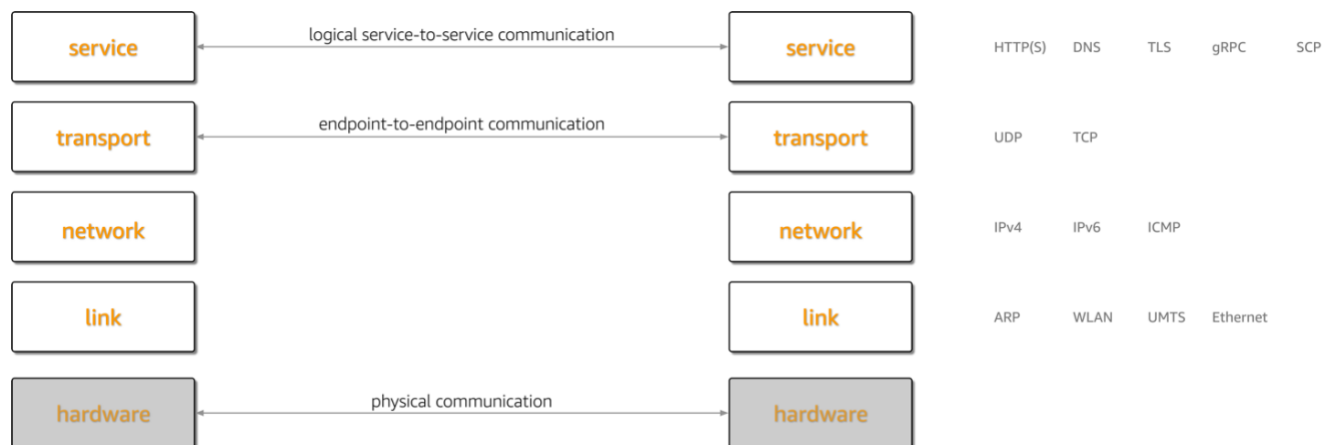 service logical service-to-service communication service HTTP(S) DNS TLS gRPC SCP
transport endpoint-to-endpoint communication transport UDP TCP
network network IPv4 IPv6 ICMP
link link ARP WLAN UMTS Ethernet
hardware physical communication hardware